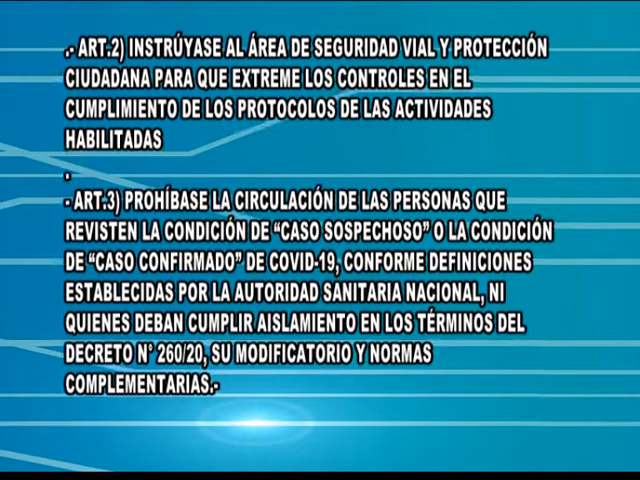 .- ART.2) INSTRÚYASE AL ÁREA DE SEGURIDAD VIAL Y PROTECCIÓN
CIUDADANA PARA QUE EXTREME LOS CONTROLES EN EL
CUMPLIMIENTO DE LOS PROTOCOLOS DE LAS ACTIVIDADES
HABILITADAS
.
- ART.3) PROHÍBASE LA CIRCULACIÓN DE LAS PERSONAS QUE
REVISTEN LA CONDICIÓN DE “CASO SOSPECHOSO” O LA CONDICIÓN
DE “CASO CONFIRMADO” DE COVID-19, CONFORME DEFINICIONES
ESTABLECIDAS POR LA AUTORIDAD SANITARIA NACIONAL, NI
QUIENES DEBAN CUMPLIR AISLAMIENTO EN LOS TÉRMINOS DEL
DECRETO N° 260/20, SU MODIFICATORIO Y NORMAS
COMPLEMENTARIAS.-